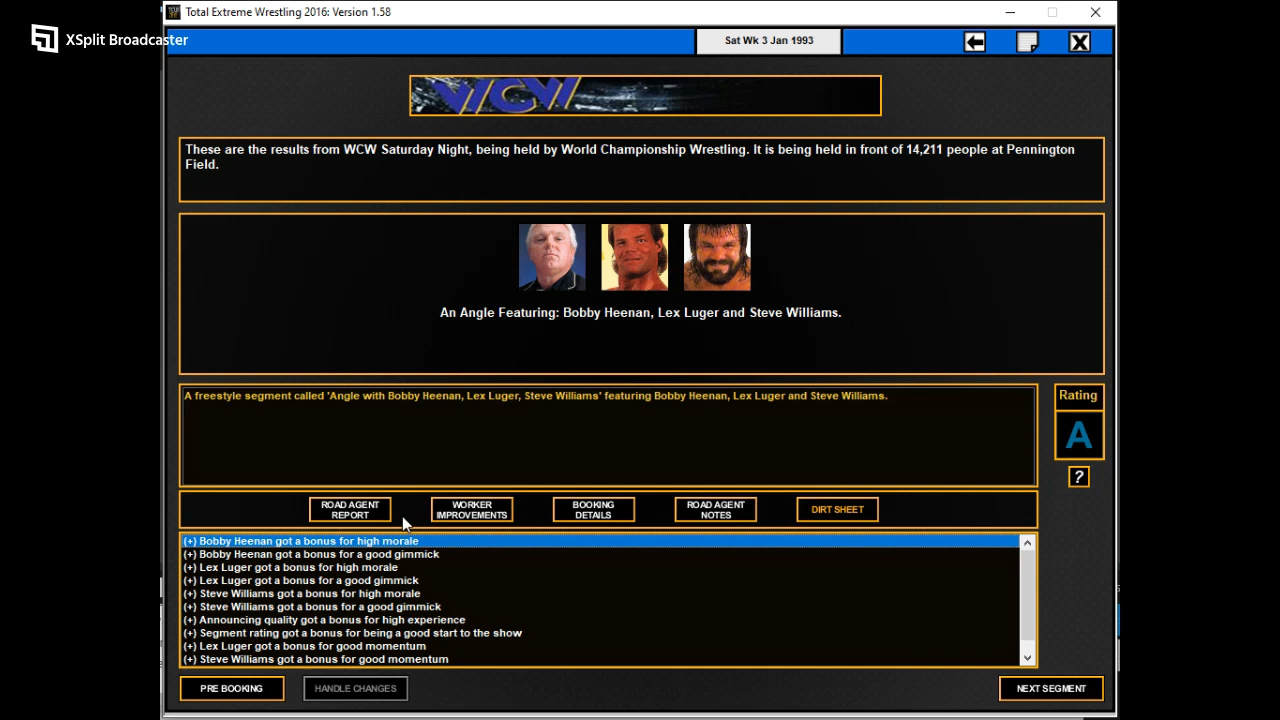 Total Extreme Wrestling 2016: Version 1.58
XSplit Broadcaster
Sat Wk 3 Jan 1993
WCW
These are the results from WCW Saturday Night, being held by World Championship Wrestling. It is being held in front of 14,211 people at Pennington
Field.
An Angle Featuring: Bobby Heenan, Lex Luger and Steve Williams.
A freestyle segment called 'Angle with Bobby Heenan, Lex Luger, Steve Williams' featuring Bobby Heenan, Lex Luger and Steve Williams.
Rating
A
?
ROAD AGENT
REPORT
WORKER
IMPROVEMENTS
BOOKING
DETAILS
ROAD AGENT
NOTES
DIRT SHEET
(+) Bobby Heenan got a bonus for high morale
(+) Bobby Heenan got a bonus for a good gimmick
(+) Lex Luger got a bonus for high morale
(+) Lex Luger got a bonus for a good gimmick
(+) Steve Williams got a bonus for high morale
(+) Steve Williams got a bonus for a good gimmick
(+) Announcing quality got a bonus for high experience
(+) Segment rating got a bonus for being a good start to the show
(+) Lex Luger got a bonus for good momentum
(+) Steve Williams got a bonus for good momentum
PRE BOOKING
HANDLE CHANGES
NEXT SEGMENT